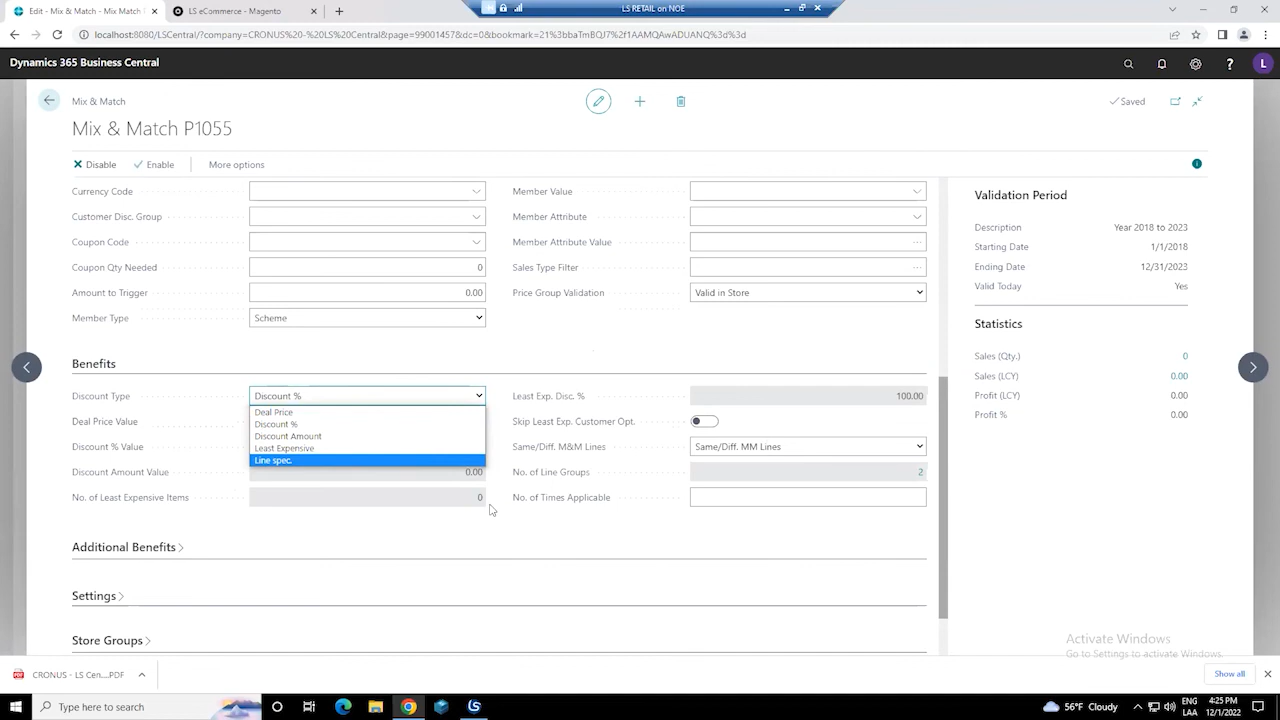 Edit - Mix & Match - Mix & Match
LS eCommerce - Magento
LS RETAIL on NOE
localhost:8080/LSCentral/?company=CRONUS%20-%20LS%20Central&page=99001457&dc=0&bookmark=21%3bbaTmBQJ7%2f1AAMQAwADUANQ%3d%3d
Dynamics 365 Business Central
L
Mix & Match
Saved
Mix & Match P1055
Disable
Enable
More options
Currency Code
Member Value
Validation Period
Customer Disc. Group
Member Attribute
Description
Year 2018 to 2023
Coupon Code
Member Attribute Value
Starting Date
1/1/2018
Coupon Qty Needed
0
Sales Type Filter
Ending Date
12/31/2023
Amount to Trigger
0.00
Price Group Validation
Valid in Store
Valid Today
Yes
Member Type
Scheme
Statistics
Benefits
Sales (Qty.)
0
Sales (LCY)
0.00
Discount Type
Discount %
Least Exp. Disc. %
100.00
Profit (LCY)
0.00
Deal Price
Profit %
0.00
Deal Price Value
Discount %
Skip Least Exp. Customer Opt.
Discount Amount
Discount % Value
Least Expensive
Same/Diff. M&M Lines
Same/Diff. MM Lines
Line spec.
Discount Amount Value
0.00
No. of Line Groups
2
No. of Least Expensive Items
0
No. of Times Applicable
Additional Benefits
Settings
Store Groups
Activate Windows
Go to Settings to activate Windows.
CRONUS - LS Cen....PDF
Show all
Type here to search
56°F Cloudy
ENG
LAA
4:25 PM
12/1/2022